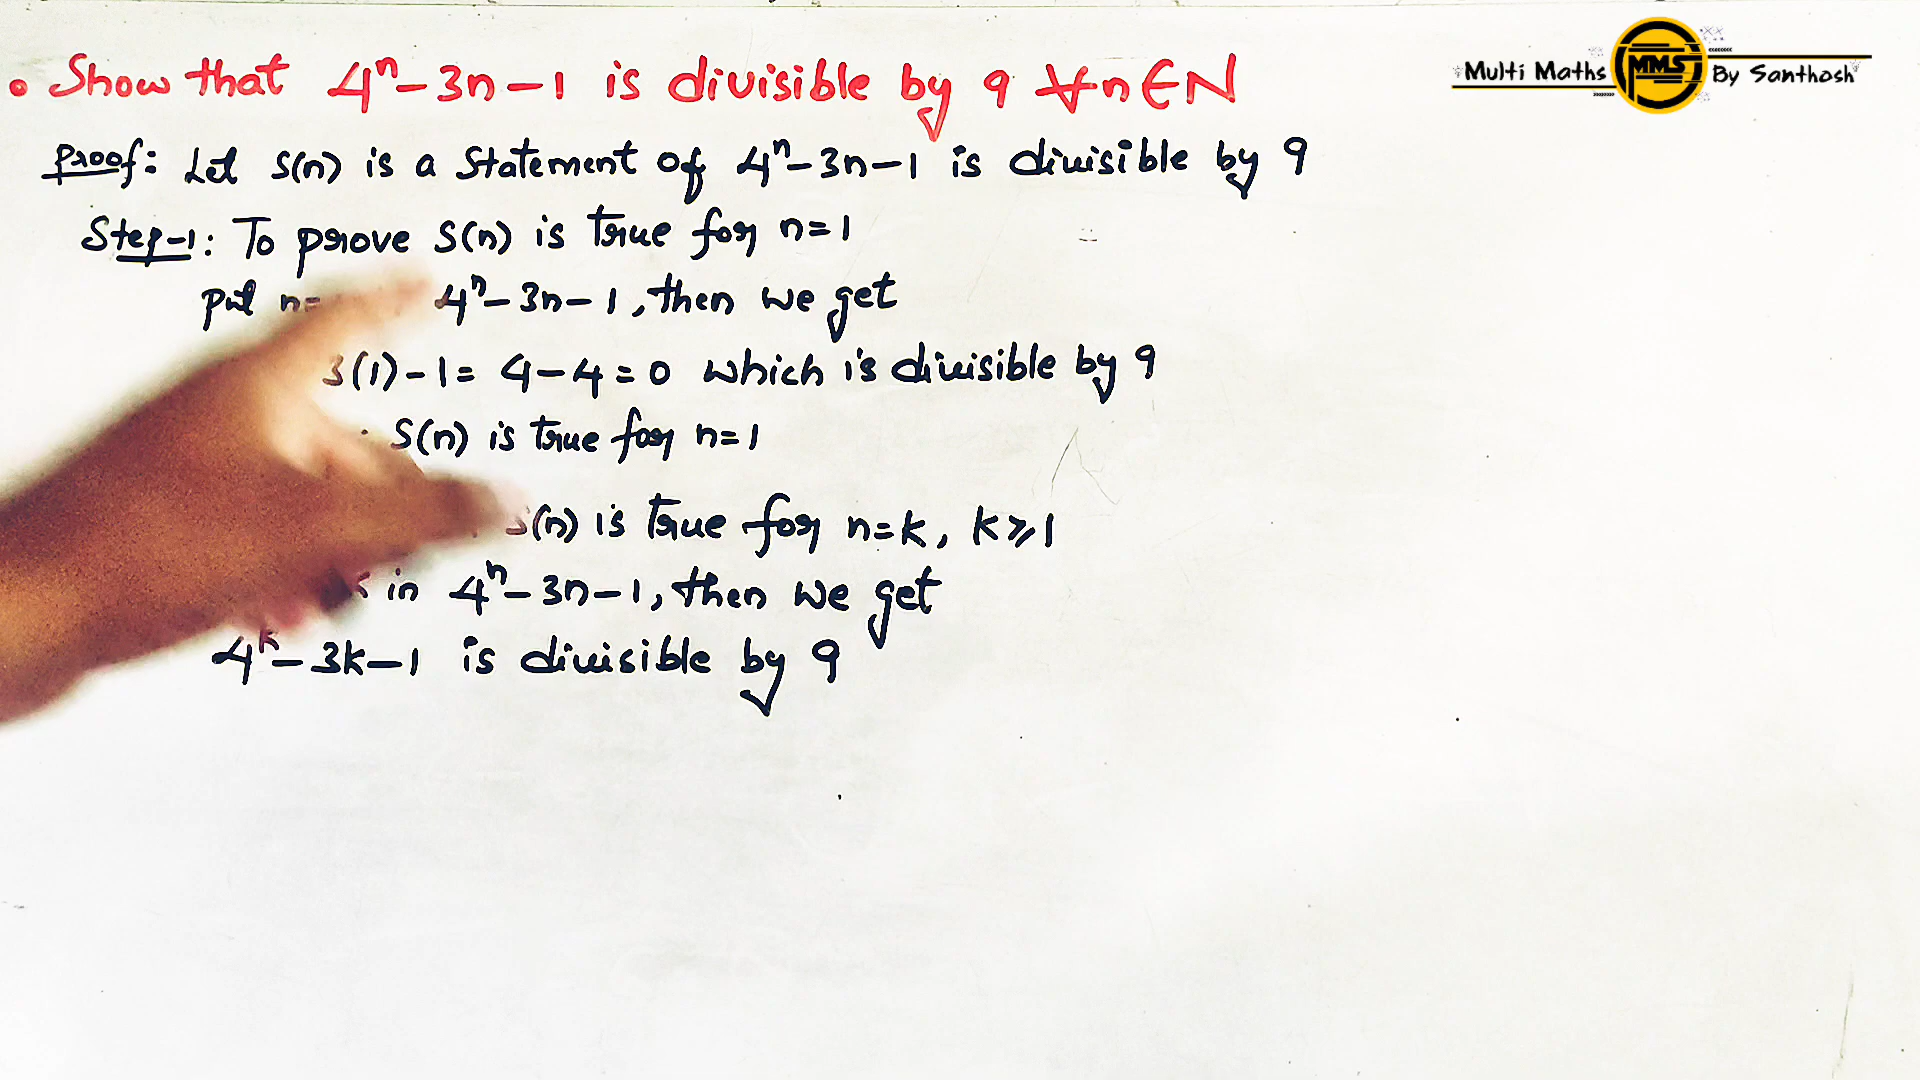 • Show that 4ⁿ-3n-1 is divisible by 9 ∀n∈N
Multi Maths MMS By Santhosh
Proof: Let S(n) is a Statement of 4ⁿ-3n-1 is divisible by 9
Step-1: To prove S(n) is true for n=1
put n= 4ⁿ-3n-1, then we get
3(1)-1= 4-4=0 which is divisible by 9
S(n) is true for n=1
S(n) is true for n=k, k≥1
k in 4ⁿ-3n-1, then we get
4ᵏ-3k-1 is divisible by 9